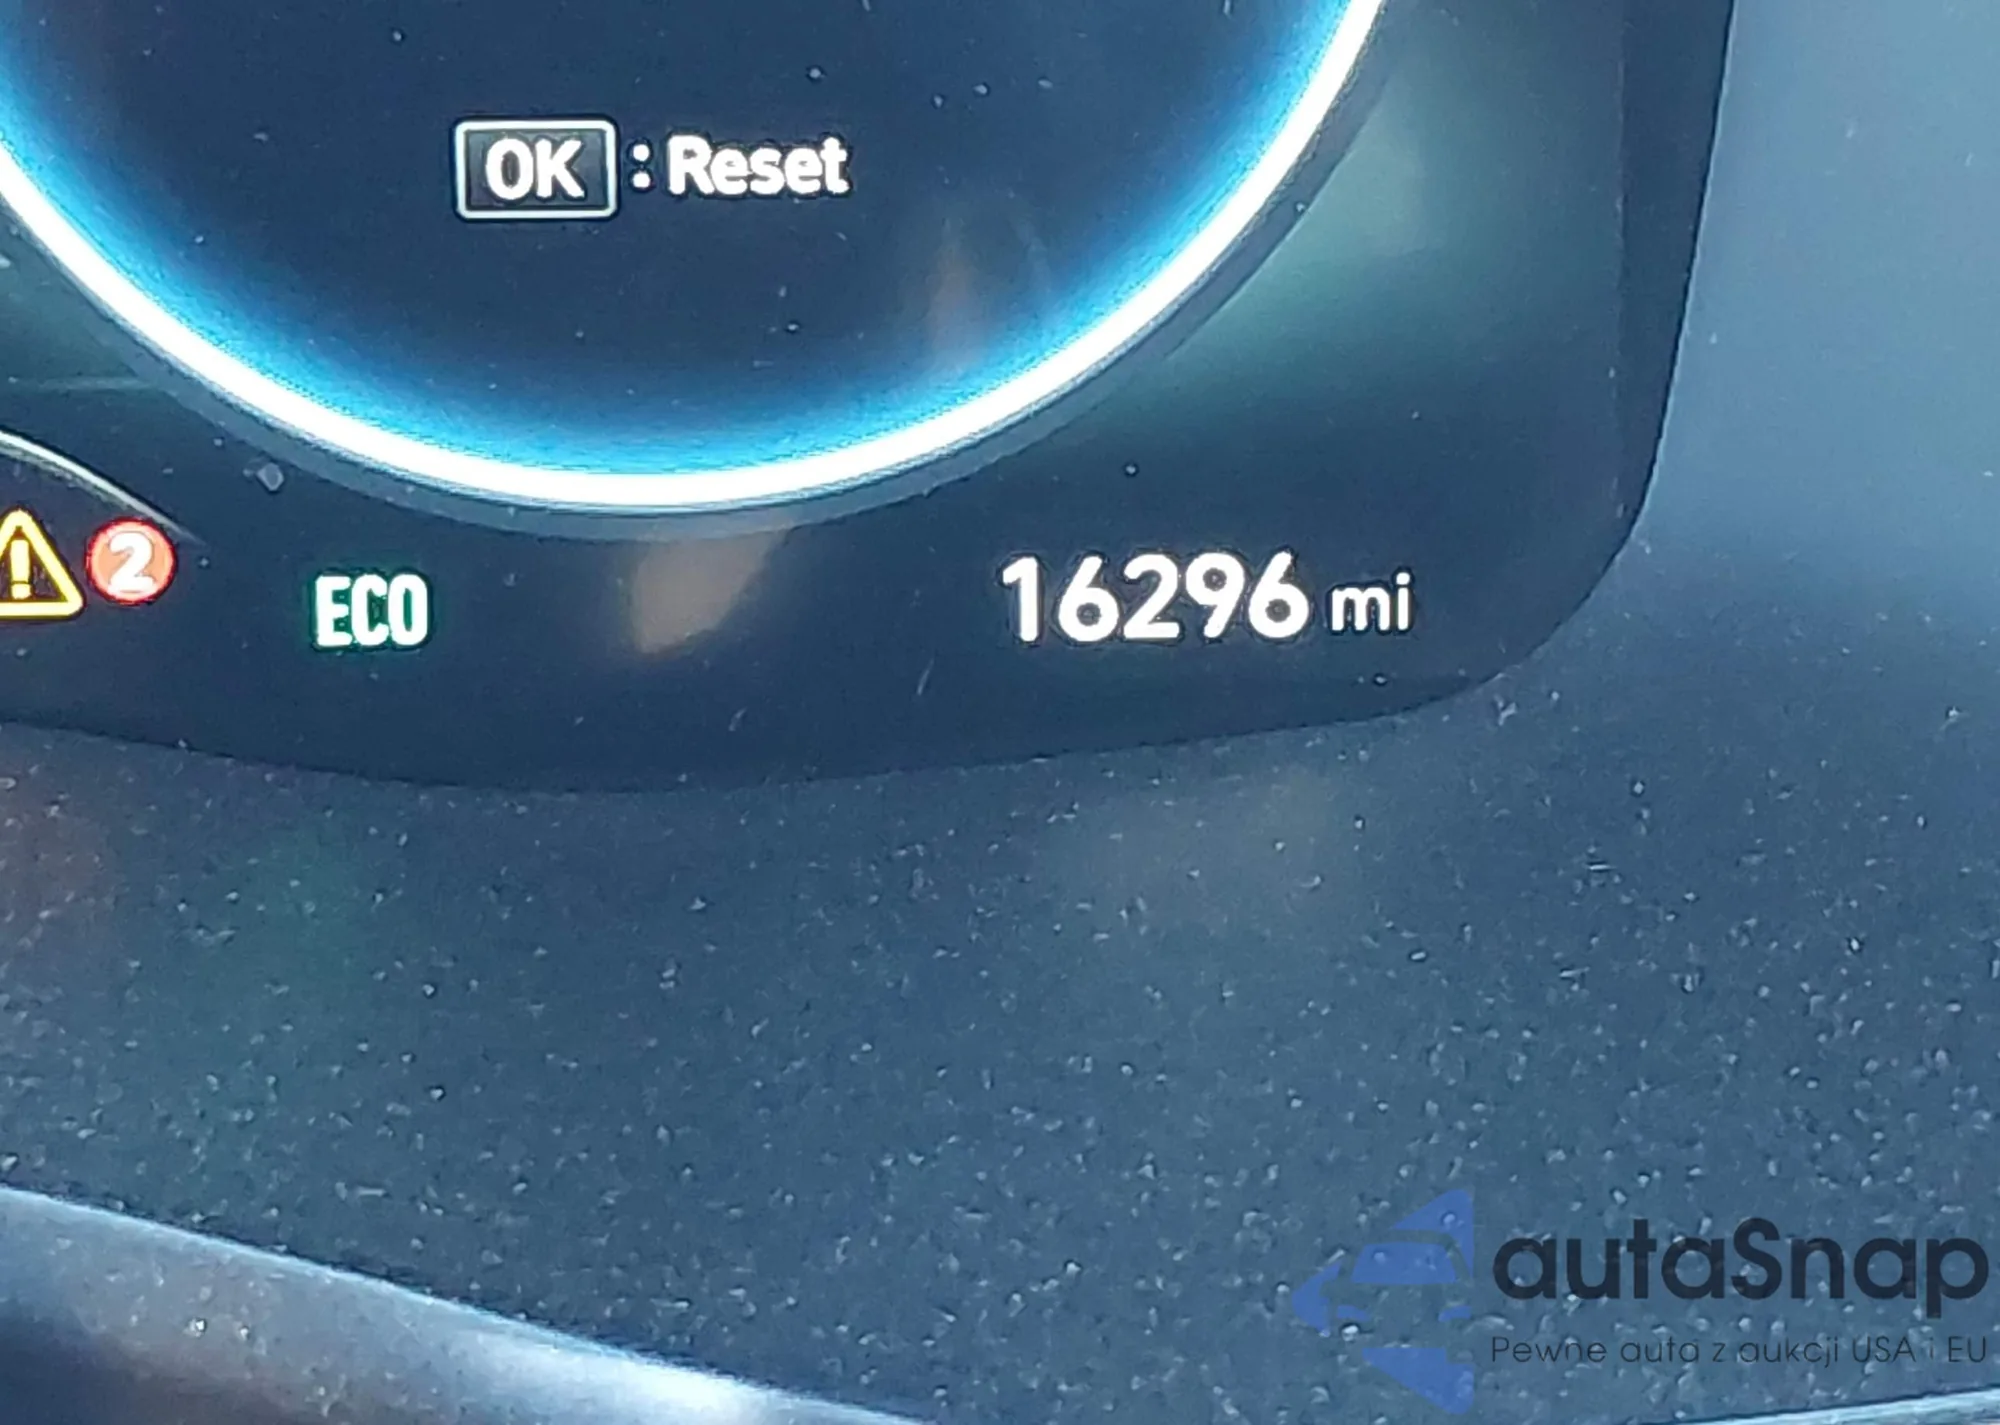 OK : Reset
2
ECO
16296 mi
autaSnap
Pewne auta z aukcji USA i EU